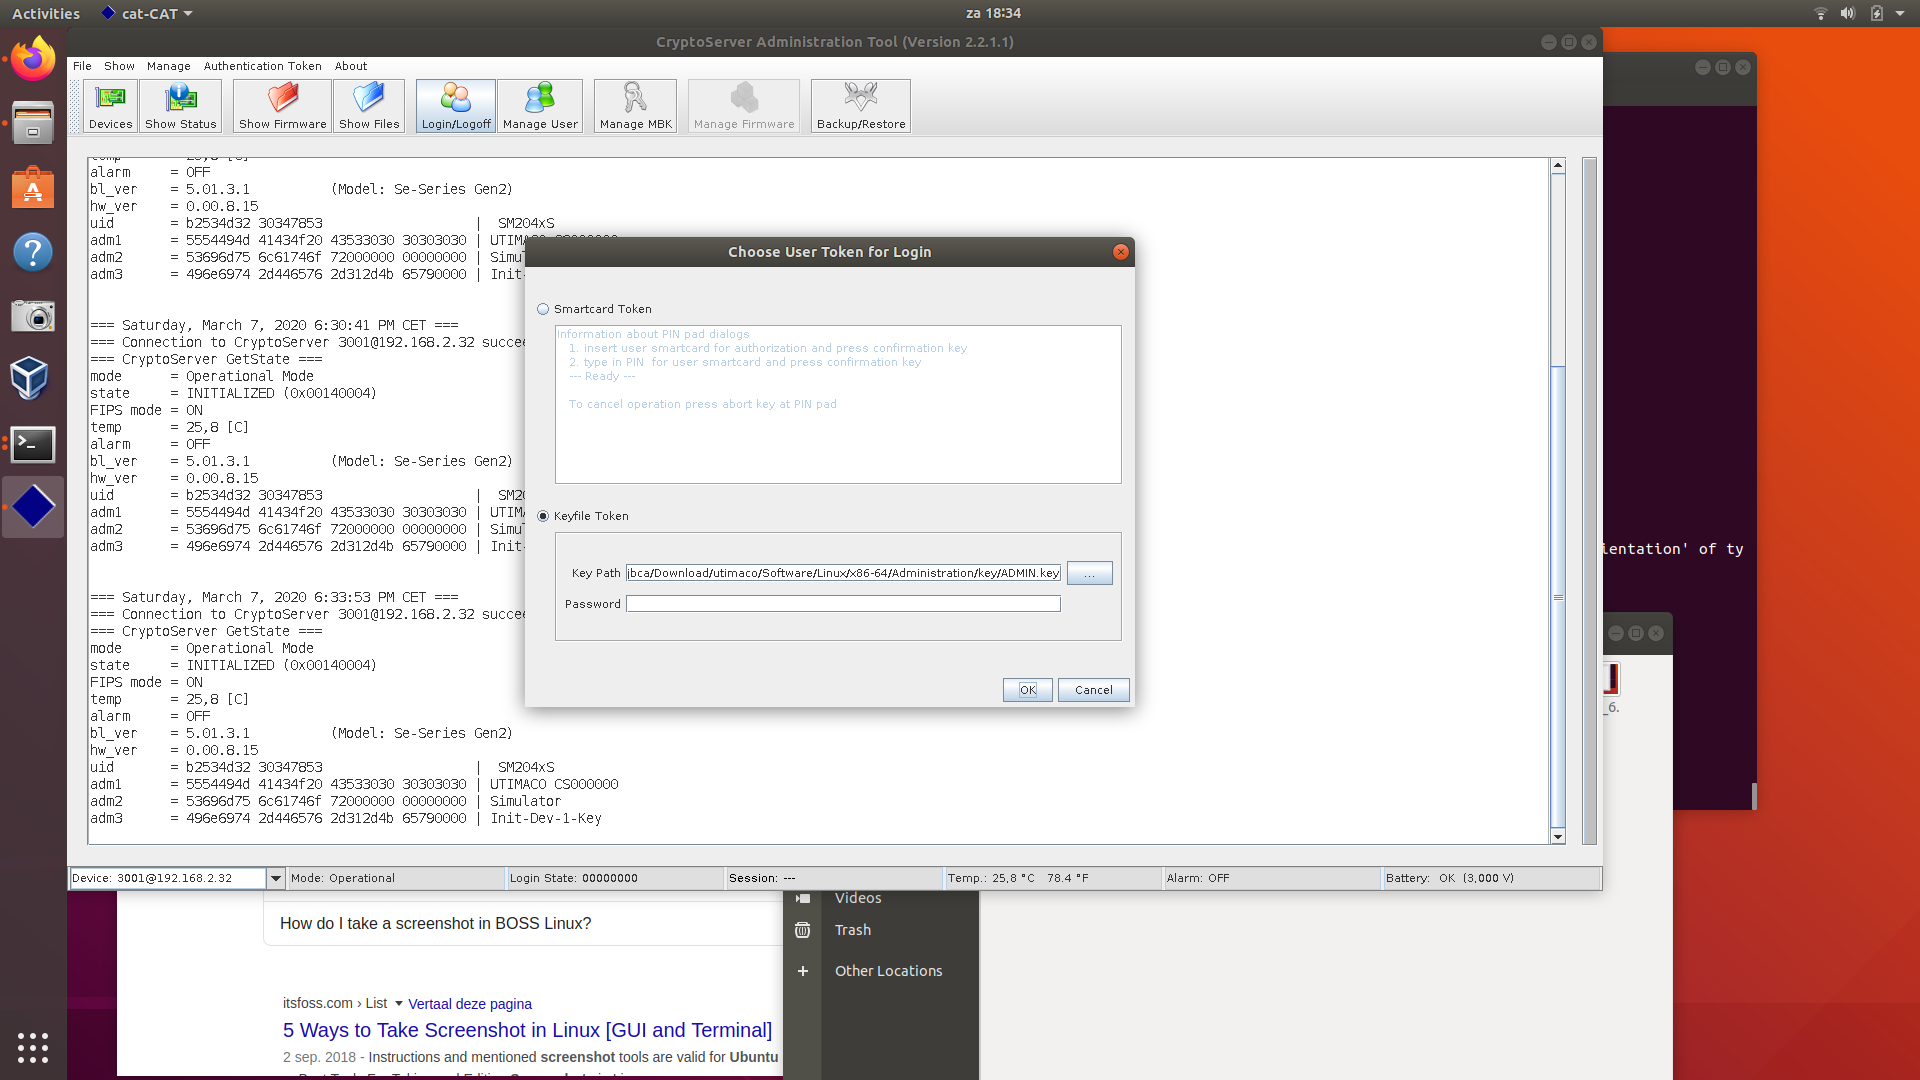 Activities
cat-CAT
za 18:34
CryptoServer Administration Tool (Version 2.2.1.1)
File Show Manage Authentication Token About
Devices Show Status Show Firmware Show Files Login/Logoff Manage User Manage MBK Manage Firmware Backup/Restore
alarm = OFF
bl_ver = 5.01.3.1 (Model: Se-Series Gen2)
hw_ver = 0.00.8.15
uid = b2534d32 30347853 | SM204xS
adm1 = 5554494d 41434f20 43533030 30303030 | UTIMACO CS000000
adm2 = 53696d75 6c61746f 72000000 00000000 | Simu
adm3 = 496e6974 2d446576 2d312d4b 65790000 | Init-
=== Saturday, March 7, 2020 6:30:41 PM CET ===
=== Connection to CryptoServer 3001@192.168.2.32 succee
=== CryptoServer GetState ===
mode = Operational Mode
state = INITIALIZED (0x00140004)
FIPS mode = ON
temp = 25,8 [C]
alarm = OFF
bl_ver = 5.01.3.1 (Model: Se-Series Gen2)
hw_ver = 0.00.8.15
uid = b2534d32 30347853 | SM20
adm1 = 5554494d 41434f20 43533030 30303030 | UTIM
adm2 = 53696d75 6c61746f 72000000 00000000 | Simu
adm3 = 496e6974 2d446576 2d312d4b 65790000 | Init-
=== Saturday, March 7, 2020 6:33:53 PM CET ===
=== Connection to CryptoServer 3001@192.168.2.32 succee
=== CryptoServer GetState ===
mode = Operational Mode
state = INITIALIZED (0x00140004)
FIPS mode = ON
temp = 25,8 [C]
alarm = OFF
bl_ver = 5.01.3.1 (Model: Se-Series Gen2)
hw_ver = 0.00.8.15
uid = b2534d32 30347853 | SM204xS
adm1 = 5554494d 41434f20 43533030 30303030 | UTIMACO CS000000
adm2 = 53696d75 6c61746f 72000000 00000000 | Simulator
adm3 = 496e6974 2d446576 2d312d4b 65790000 | Init-Dev-1-Key
Choose User Token for Login
Smartcard Token
Information about PIN pad dialogs
1. insert user smartcard for authorization and press confirmation key
2. type in PIN for user smartcard and press confirmation key
--- Ready ---
To cancel operation press abort key at PIN pad
Keyfile Token
Key Path jbca/Download/utimaco/Software/Linux/x86-64/Administration/key/ADMIN.key ...
Password
OK Cancel
ientation' of ty
_6.
Device: 3001@192.168.2.32 Mode: Operational Login State: 00000000 Session: --- Temp.: 25,8 °C 78.4 °F Alarm: OFF Battery: OK (3,000 V)
How do I take a screenshot in BOSS Linux?
itsfoss.com › List Vertaal deze pagina
5 Ways to Take Screenshot in Linux [GUI and Terminal]
2 sep. 2018 - Instructions and mentioned screenshot tools are valid for Ubuntu
Videos
Trash
Other Locations